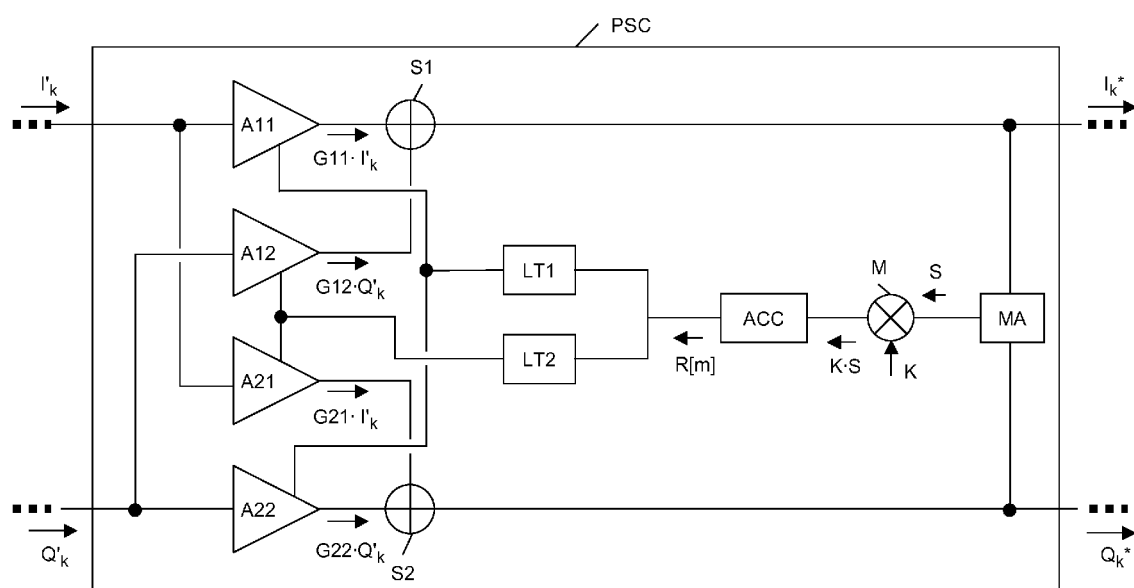 PSC
S1
I'k
Ik*
A11
G11· I'k
A12
G12·Q'k
LT1
M
S
ACC
MA
LT2
R[m]
K·S
K
A21
G21· I'k
A22
G22·Q'k
S2
Q'k
Qk*